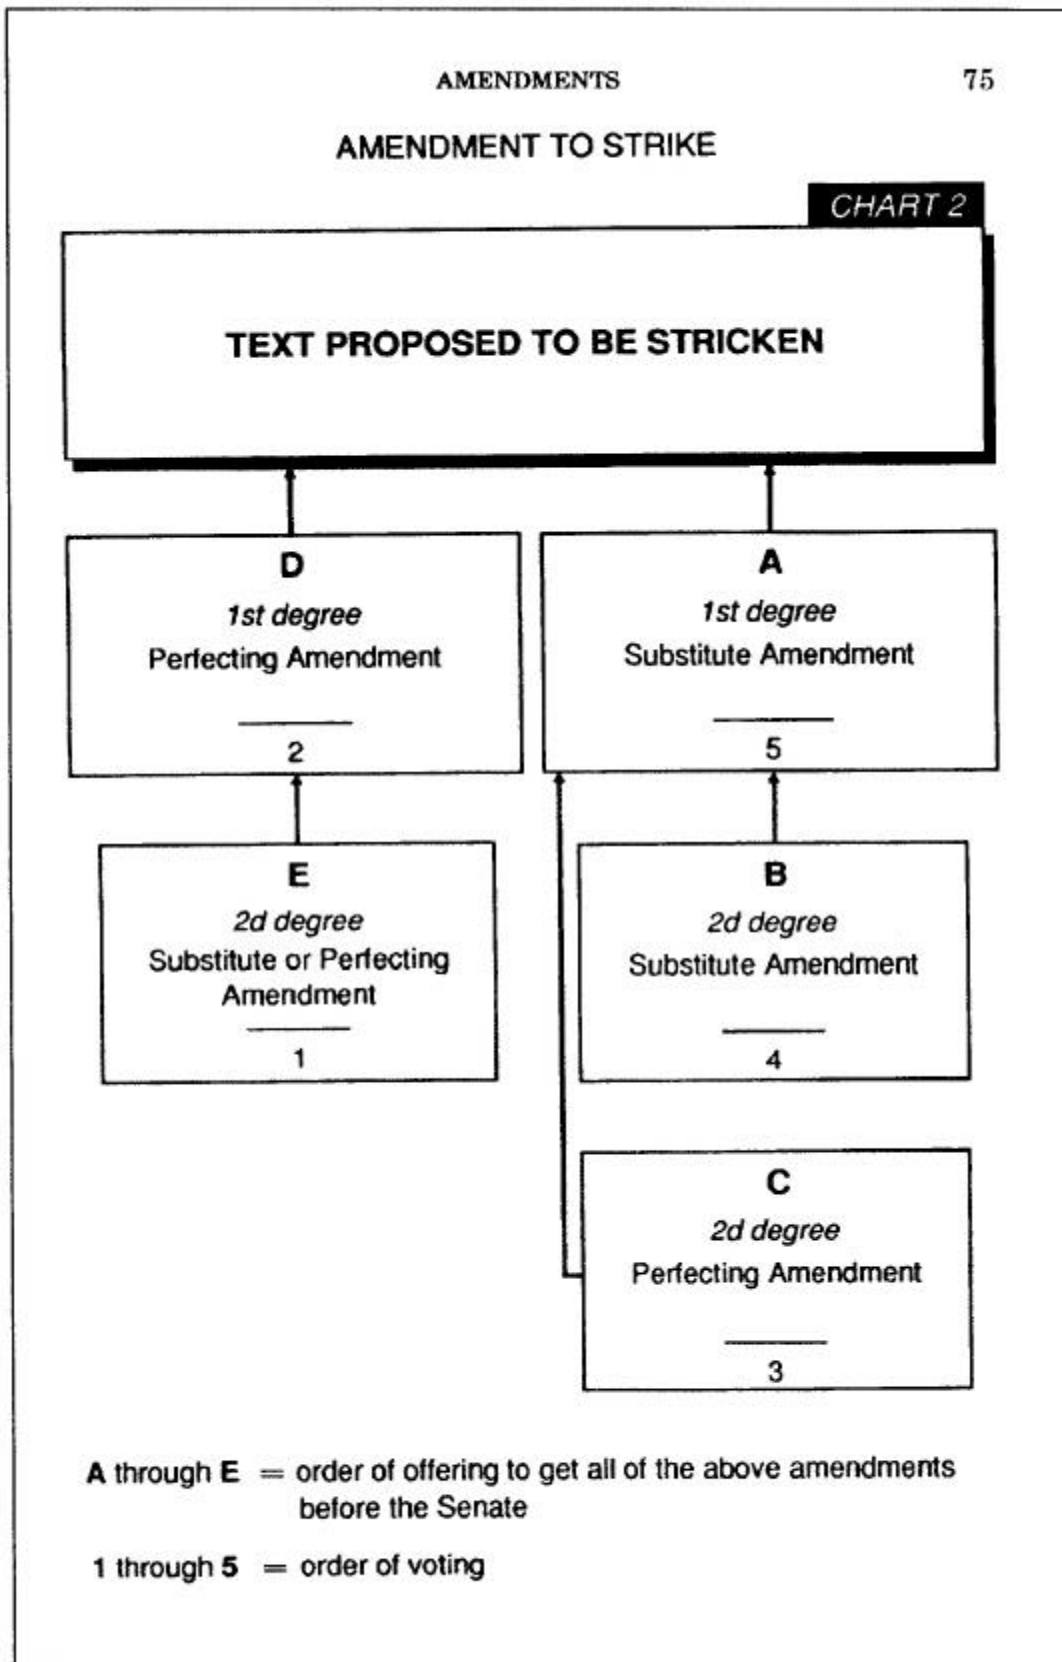 AMENDMENTS 75
AMENDMENT TO STRIKE
CHART 2
TEXT PROPOSED TO BE STRICKEN
D
1st degree
Perfecting Amendment
2
A
1st degree
Substitute Amendment
5
E
2d degree
Substitute or Perfecting
Amendment
1
B
2d degree
Substitute Amendment
4
C
2d degree
Perfecting Amendment
3
A through E = order of offering to get all of the above amendments
before the Senate
1 through 5 = order of voting